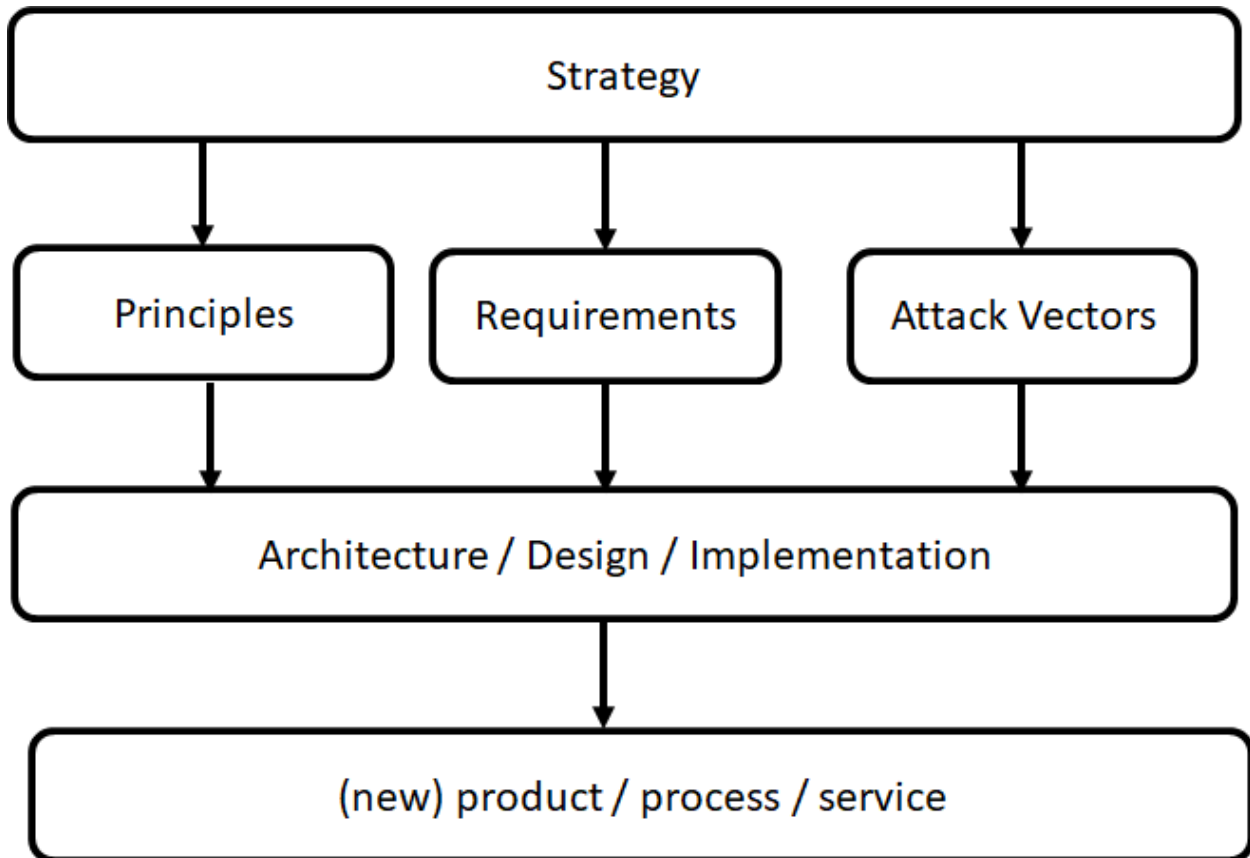 Strategy
Principles
Requirements
Attack Vectors
Architecture / Design / Implementation
(new) product / process / service